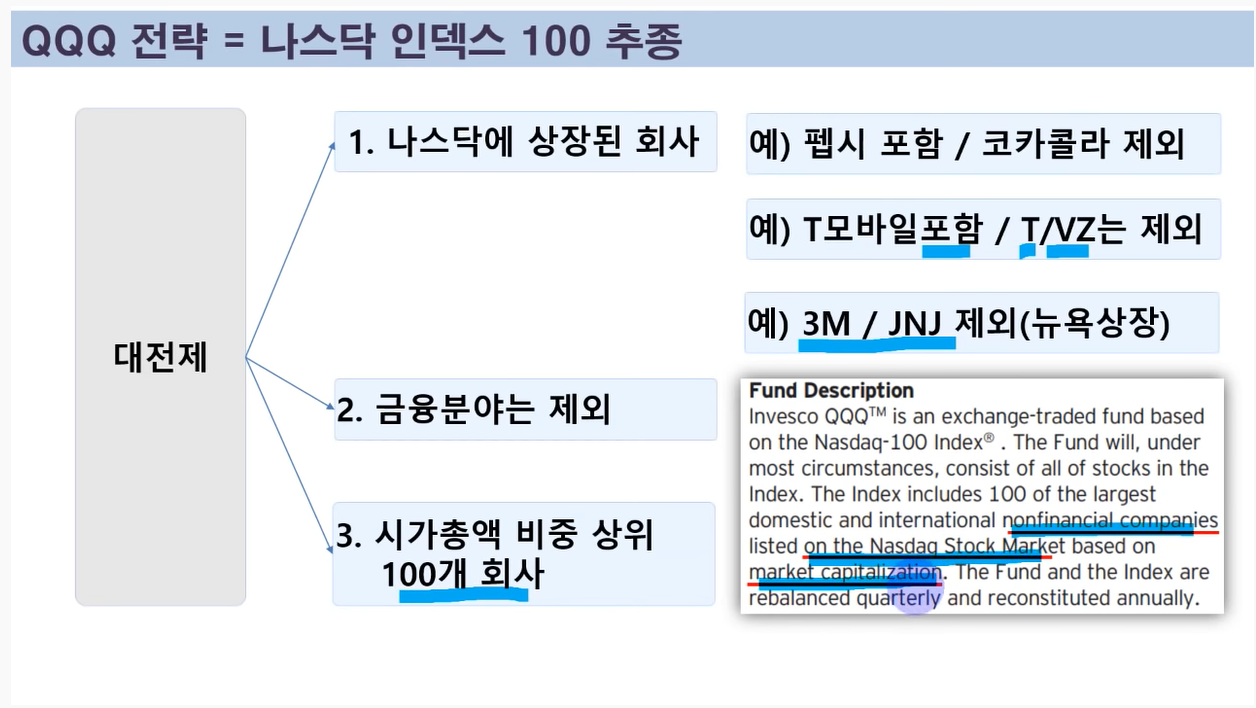 QQQ 전략 = 나스닥 인덱스 100 추종
대전제
1. 나스닥에 상장된 회사
예) 펩시 포함 / 코카콜라 제외
예) T모바일포함 / T/VZ는 제외
예) 3M / JNJ 제외(뉴욕상장)
2. 금융분야는 제외
3. 시가총액 비중 상위
100개 회사
Fund Description
Invesco QQQ™ is an exchange-traded fund based
on the Nasdaq-100 Index® . The Fund will, under
most circumstances, consist of all of stocks in the
Index. The Index includes 100 of the largest
domestic and international nonfinancial companies
listed on the Nasdaq Stock Market based on
market capitalization. The Fund and the Index are
rebalanced quarterly and reconstituted annually.